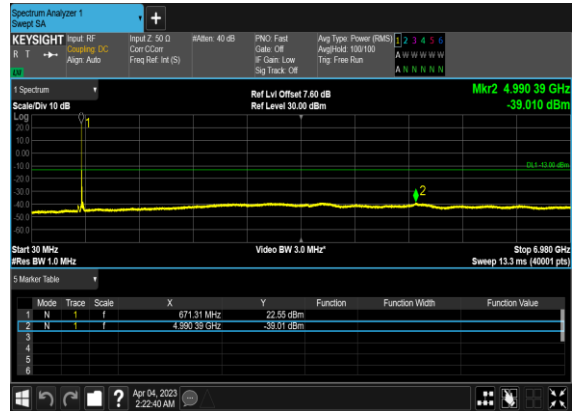 Spectrum Analyzer 1
Swept SA
+
KEYSIGHT Input: RF Input Z: 50 Ω #Atten: 40 dB PNO: Fast Avg Type: Power (RMS) 1 2 3 4 5 6
R T Coupling: DC Corr CCorr Gate: Off Avg|Hold: 100/100 A W W W W W
Align: Auto Freq Ref: Int (S) IF Gain: Low Trig: Free Run
Sig Track: Off A N N N N N
1 Spectrum Ref Lvl Offset 7.60 dB Mkr2 4.990 39 GHz
Scale/Div 10 dB Ref Level 30.00 dBm -39.010 dBm
Log
20.0
10.0
0.00
-10.0
-20.0
-30.0
-40.0
-50.0
-60.0
1
DL1 -13.00 dBm
2
Start 30 MHz Video BW 3.0 MHz* Stop 6.980 GHz
#Res BW 1.0 MHz Sweep 13.3 ms (40001 pts)
5 Marker Table
Mode Trace Scale X Y Function Function Width Function Value
1 N 1 f 671.31 MHz 22.55 dBm
2 N 1 f 4.990 39 GHz -39.01 dBm
3
4
5
6
? Apr 04, 2023
2:22:40 AM